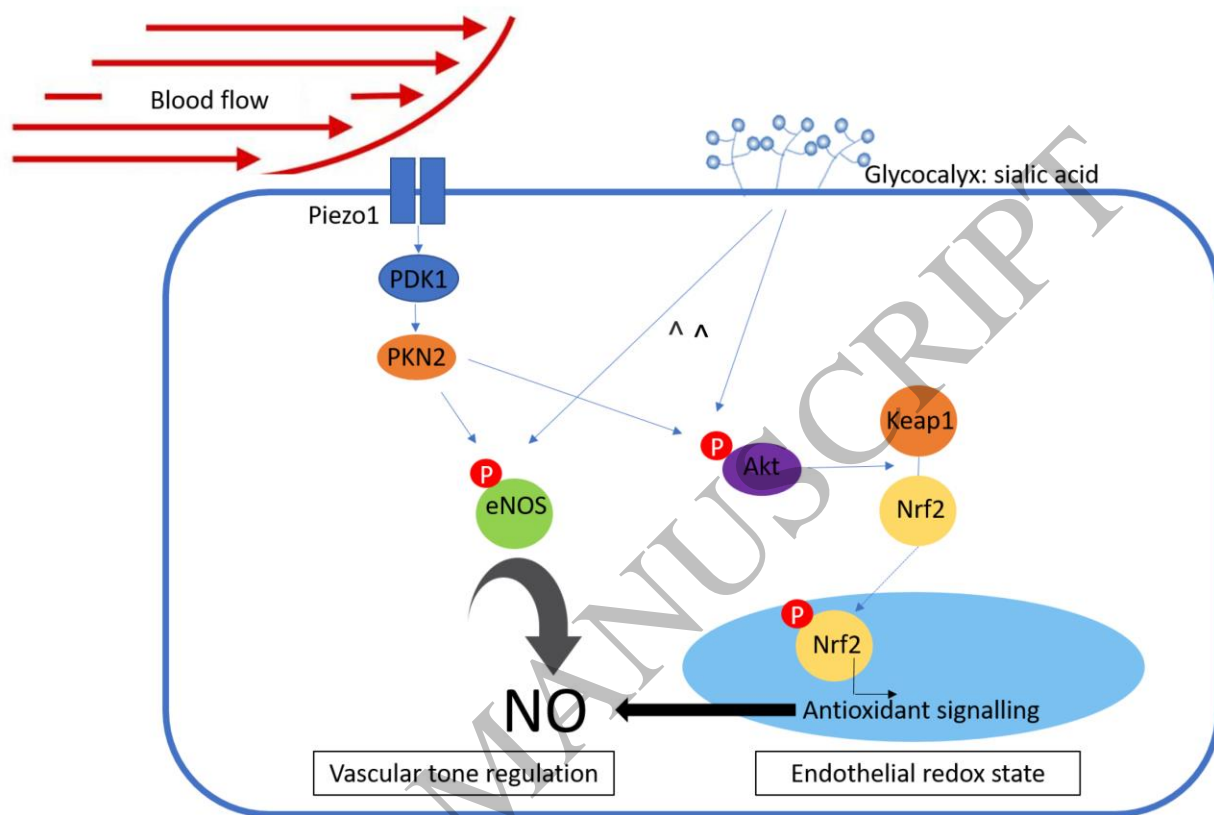 Blood flow
Glycocalyx: sialic acid
Piezo1
PDK1
^ ^
PKN2
Keap1
P
Akt
P
eNOS
Nrf2
P
Nrf2
NO
Antioxidant signalling
Vascular tone regulation
Endothelial redox state
MANUSCRIPT